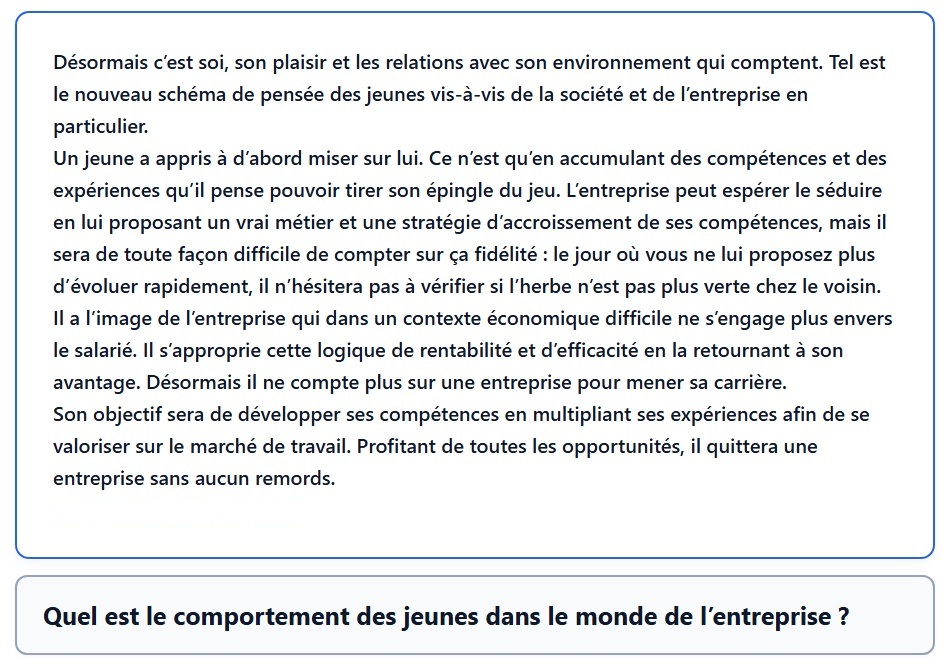 Désormais c’est soi, son plaisir et les relations avec son environnement qui comptent. Tel est
le nouveau schéma de pensée des jeunes vis-à-vis de la société et de l’entreprise en
particulier.
Un jeune a appris à d’abord miser sur lui. Ce n’est qu’en accumulant des compétences et des
expériences qu’il pense pouvoir tirer son épingle du jeu. L’entreprise peut espérer le séduire
en lui proposant un vrai métier et une stratégie d’accroissement de ses compétences, mais il
sera de toute façon difficile de compter sur ça fidélité : le jour où vous ne lui proposez plus
d’évoluer rapidement, il n’hésitera pas à vérifier si l’herbe n’est pas plus verte chez le voisin.
Il a l’image de l’entreprise qui dans un contexte économique difficile ne s’engage plus envers
le salarié. Il s’approprie cette logique de rentabilité et d’efficacité en la retournant à son
avantage. Désormais il ne compte plus sur une entreprise pour mener sa carrière.
Son objectif sera de développer ses compétences en multipliant ses expériences afin de se
valoriser sur le marché de travail. Profitant de toutes les opportunités, il quittera une
entreprise sans aucun remords.
Quel est le comportement des jeunes dans le monde de l’entreprise ?